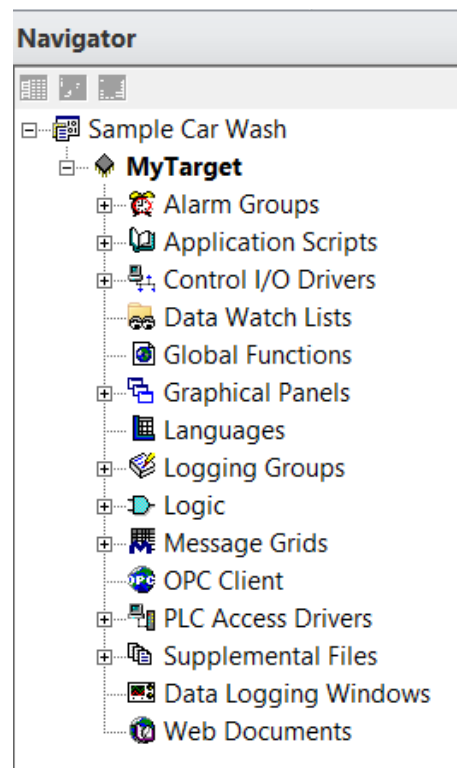 Navigator
Sample Car Wash
MyTarget
Alarm Groups
Application Scripts
Control I/O Drivers
Data Watch Lists
Global Functions
Graphical Panels
Languages
Logging Groups
Logic
Message Grids
OPC Client
PLC Access Drivers
Supplemental Files
Data Logging Windows
Web Documents